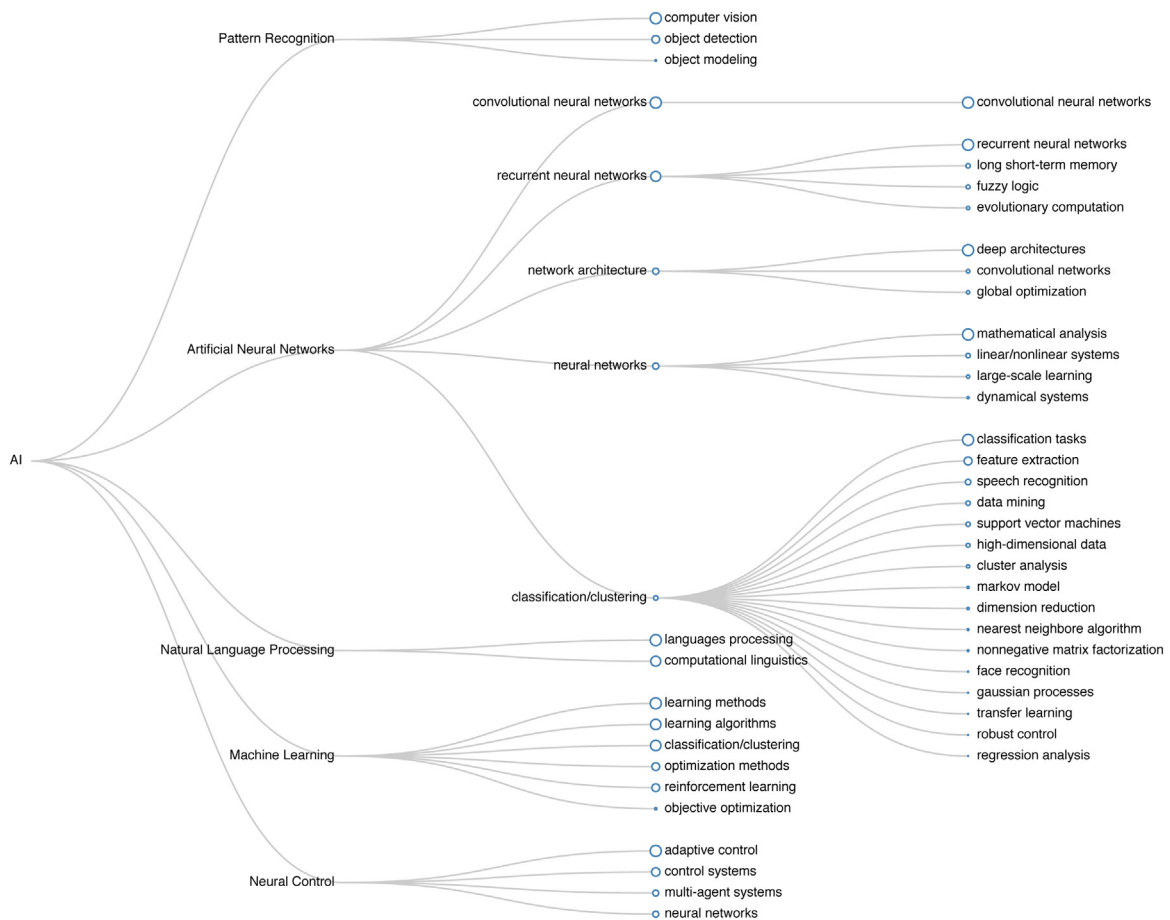 computer vision
Pattern Recognition
object detection
object modeling
convolutional neural networks
convolutional neural networks
recurrent neural networks
recurrent neural networks
long short-term memory
fuzzy logic
evolutionary computation
network architecture
deep architectures
convolutional networks
global optimization
Artificial Neural Networks
neural networks
mathematical analysis
linear/nonlinear systems
large-scale learning
dynamical systems
AI
classification/clustering
classification tasks
feature extraction
speech recognition
data mining
support vector machines
high-dimensional data
cluster analysis
markov model
dimension reduction
nearest neighbore algorithm
nonnegative matrix factorization
face recognition
gaussian processes
transfer learning
robust control
regression analysis
Natural Language Processing
languages processing
computational linguistics
Machine Learning
learning methods
learning algorithms
classification/clustering
optimization methods
reinforcement learning
objective optimization
Neural Control
adaptive control
control systems
multi-agent systems
neural networks